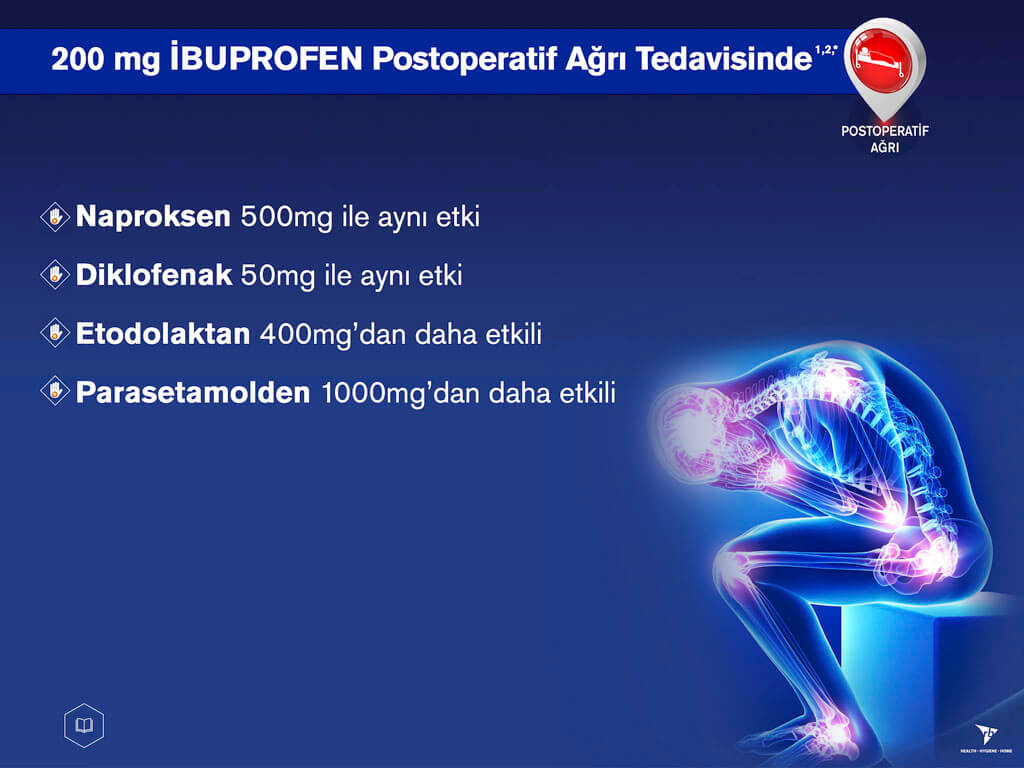 200 mg İBUPROFEN Postoperatif Ağrı Tedavisinde1,2,*
POSTOPERATİF
AĞRI
Naproksen 500mg ile aynı etki
Diklofenak 50mg ile aynı etki
Etodolaktan 400mg’dan daha etkili
Parasetamolden 1000mg’dan daha etkili
HEALTH • HYGIENE • HOME